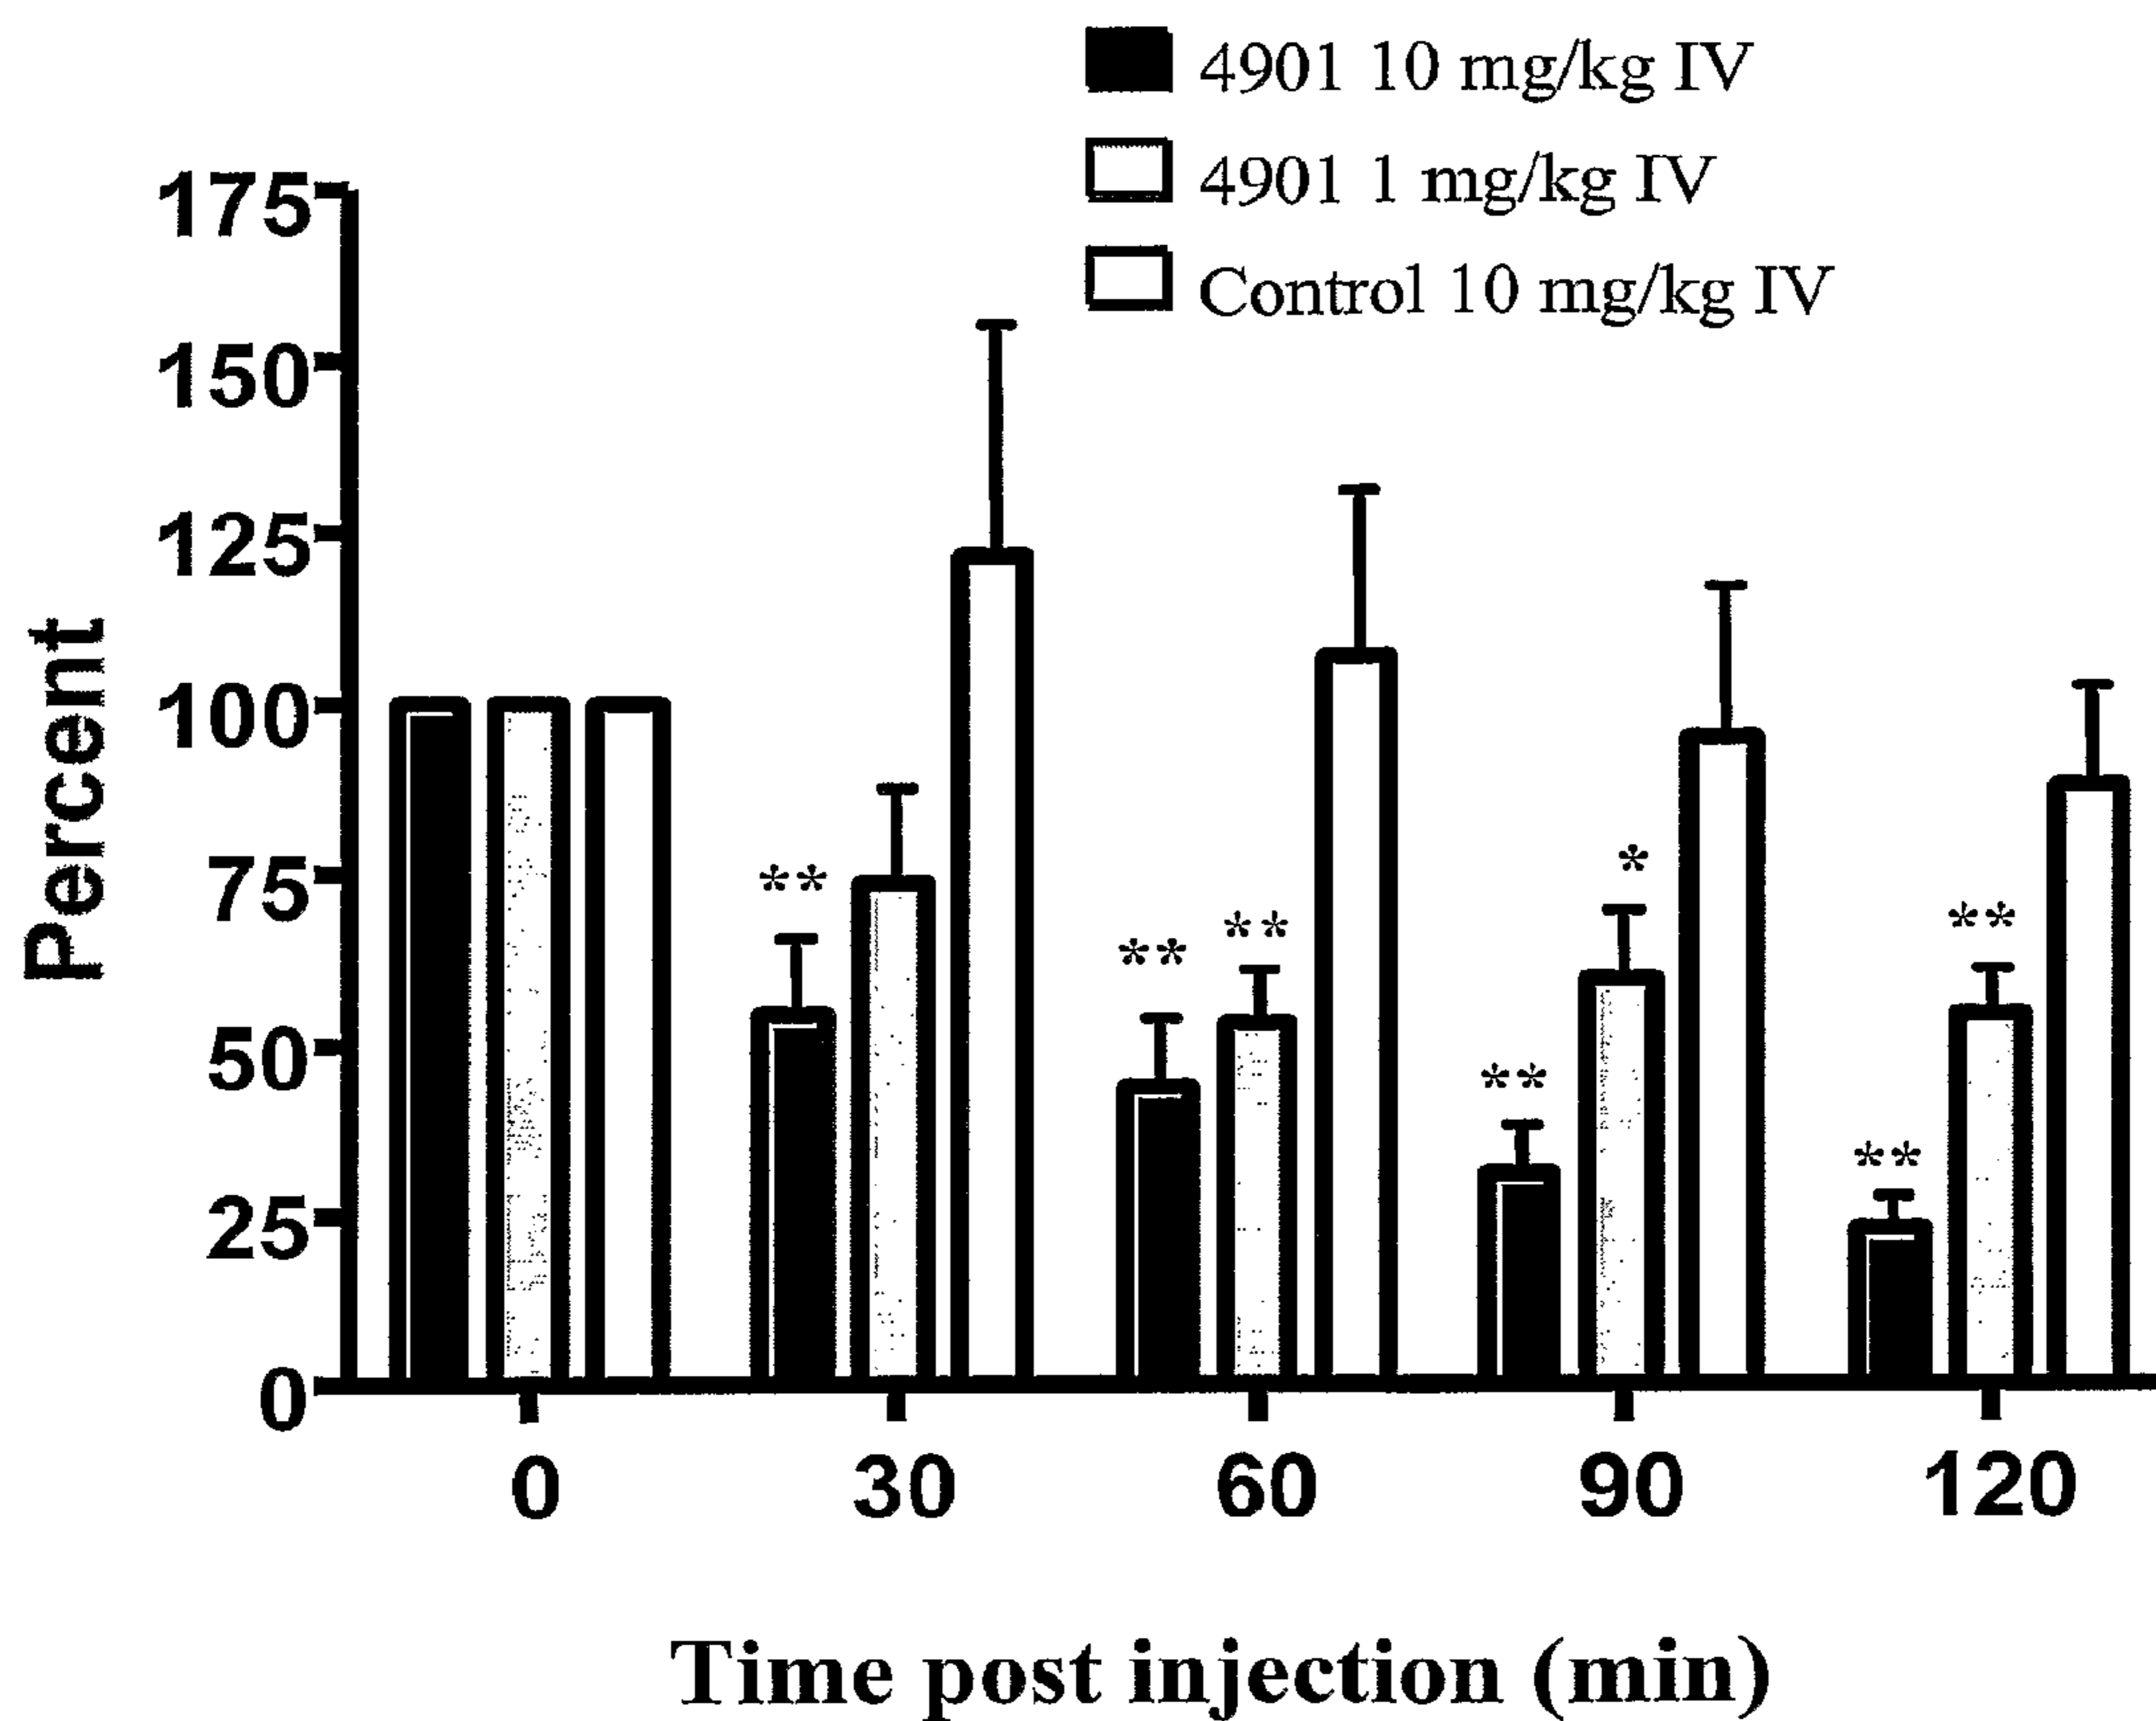 4901 10 mg/kg IV
4901 1 mg/kg IV
Control 10 mg/kg IV
175
150
125
100
75
50
25
0
Percent
**
**
**
**
*
**
**
0 30 60 90 120
Time post injection (min)